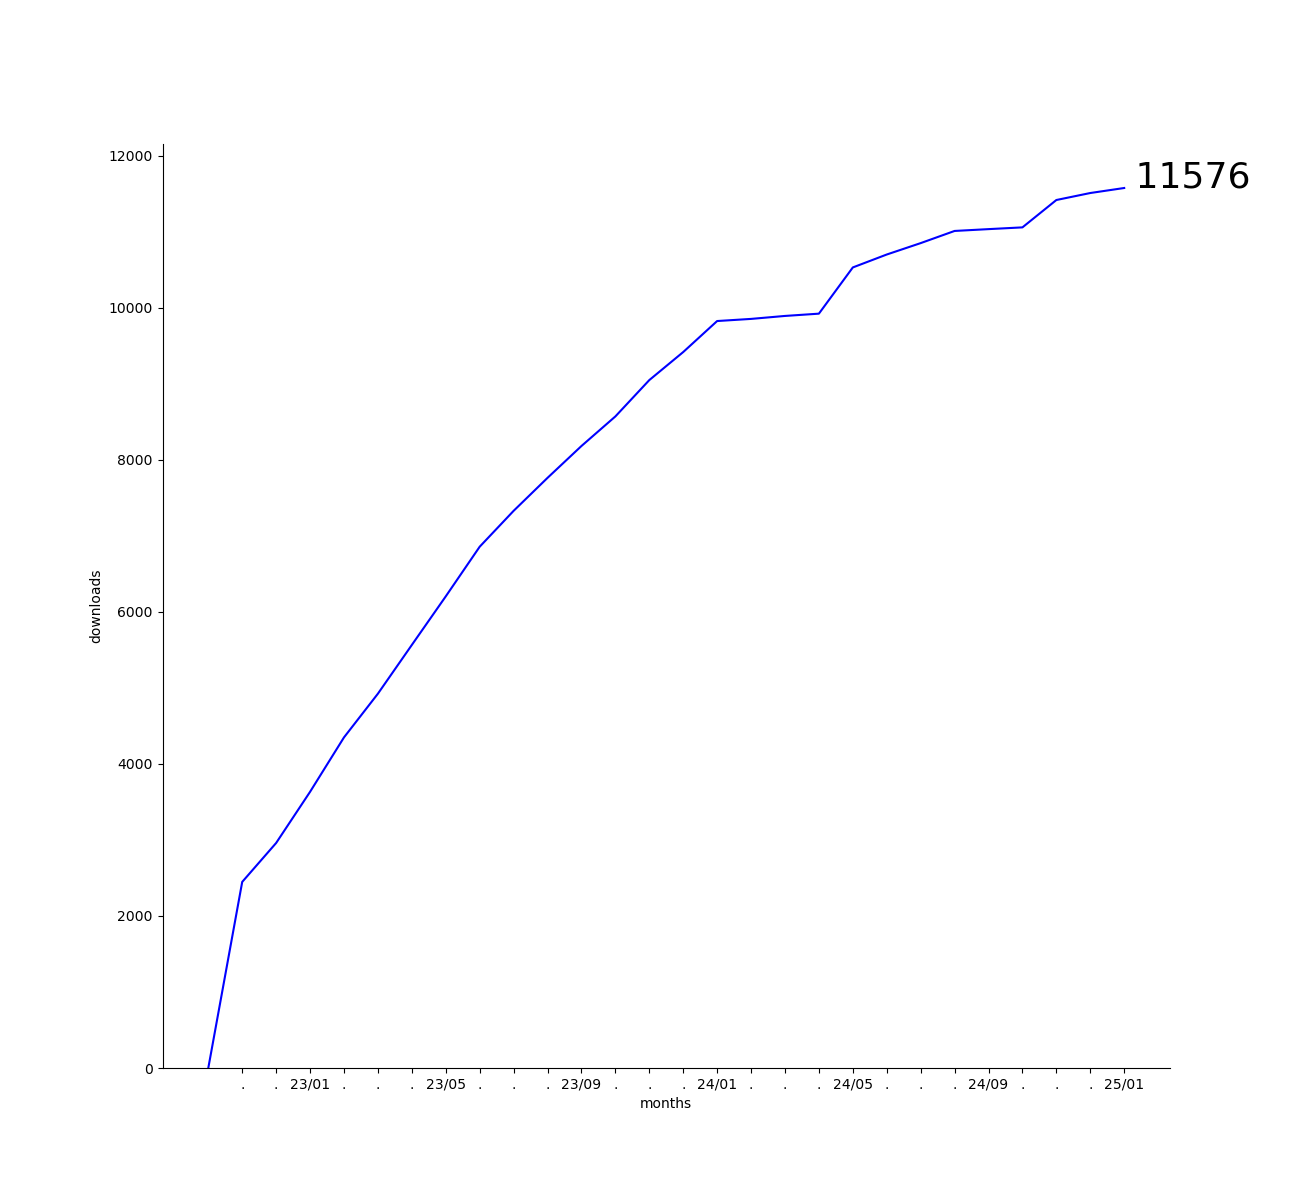 12000
11576
10000
8000
6000
downloads
4000
2000
0
. . 23/01 . . . 23/05 . . . 23/09 . . . 24/01 . . . 24/05 . . . 24/09 . . . 25/01
months